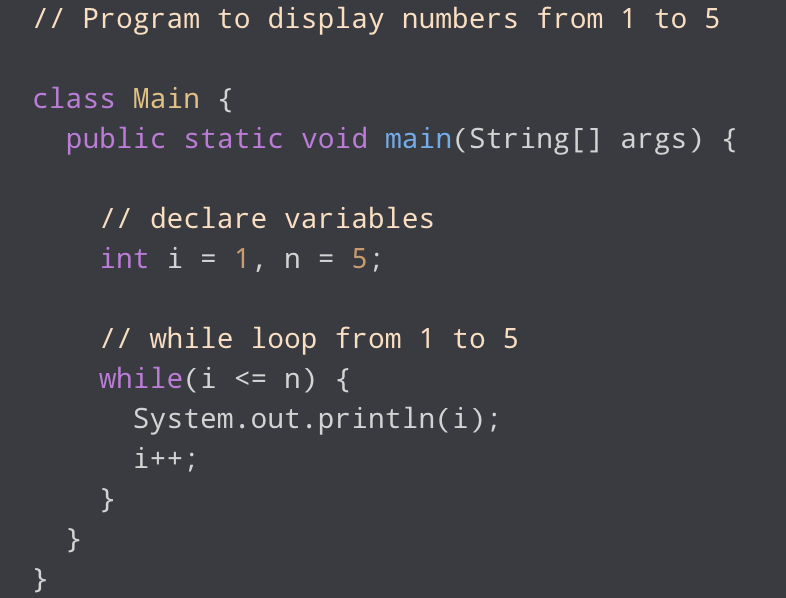 // Program to display numbers from 1 to 5
class Main {
public static void main(String[] args) {
// declare variables
int i = 1, n = 5;
// while loop from 1 to 5
while(i <= n) {
System.out.println(i);
i++;
}
}
}